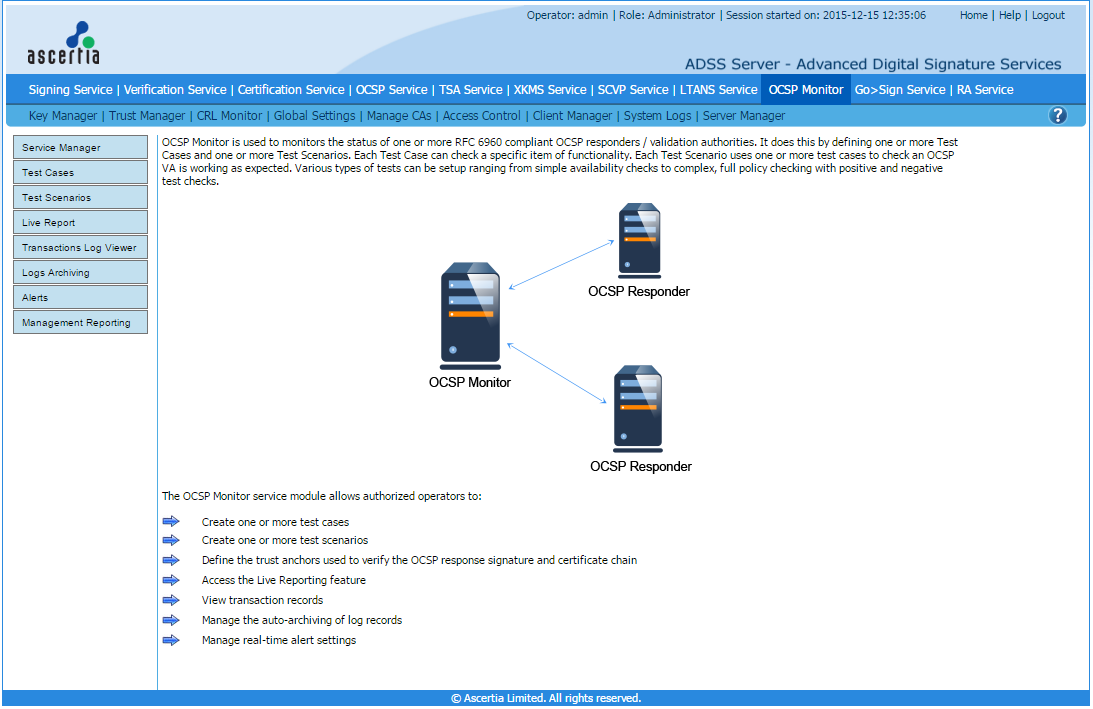 Operator: admin | Role: Administrator | Session started on: 2015-12-15 12:35:06 Home | Help | Logout
ascertia
ADSS Server - Advanced Digital Signature Services
Signing Service | Verification Service | Certification Service | OCSP Service | TSA Service | XKMS Service | SCVP Service | LTANS Service OCSP Monitor Go>Sign Service | RA Service
Key Manager | Trust Manager | CRL Monitor | Global Settings | Manage CAs | Access Control | Client Manager | System Logs | Server Manager ?
Service Manager
Test Cases
Test Scenarios
Live Report
Transactions Log Viewer
Logs Archiving
Alerts
Management Reporting
OCSP Monitor is used to monitors the status of one or more RFC 6960 compliant OCSP responders / validation authorities. It does this by defining one or more Test
Cases and one or more Test Scenarios. Each Test Case can check a specific item of functionality. Each Test Scenario uses one or more test cases to check an OCSP
VA is working as expected. Various types of tests can be setup ranging from simple availability checks to complex, full policy checking with positive and negative
test checks.
OCSP Responder
OCSP Monitor
OCSP Responder
The OCSP Monitor service module allows authorized operators to:
Create one or more test cases
Create one or more test scenarios
Define the trust anchors used to verify the OCSP response signature and certificate chain
Access the Live Reporting feature
View transaction records
Manage the auto-archiving of log records
Manage real-time alert settings
© Ascertia Limited. All rights reserved.